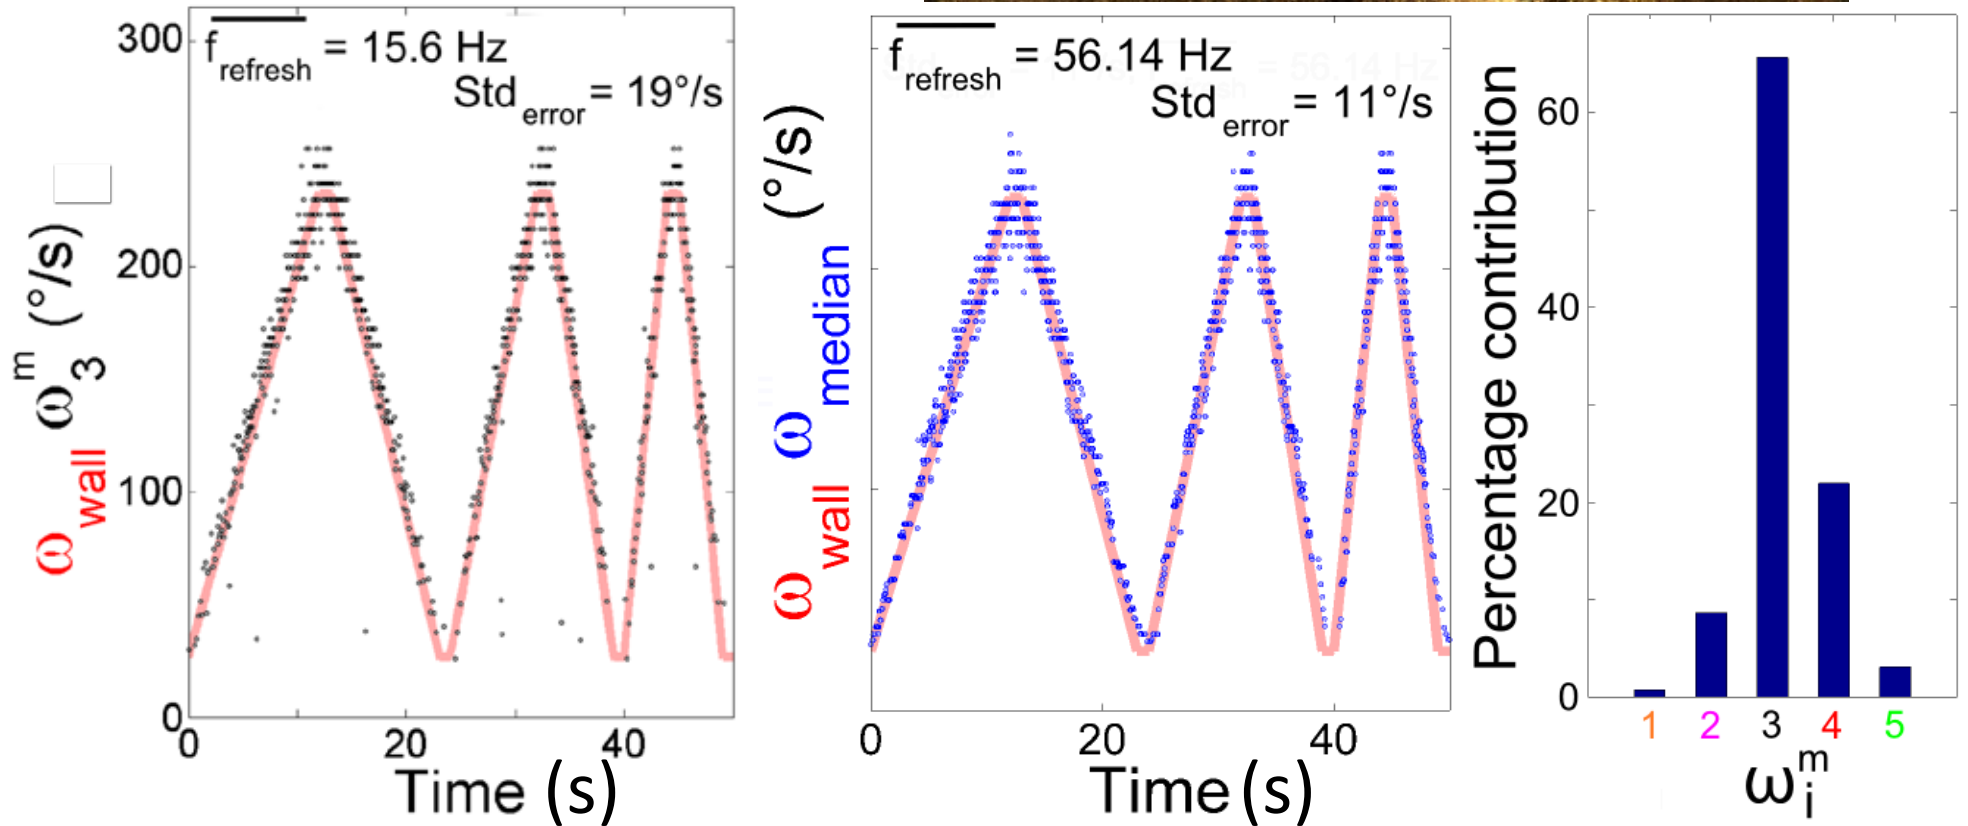 300
200
100
0
0
20
40
f refresh = 15.6 Hz
Std error = 19°/s
ω wall ω 3 m (°/s)
Time (s)
f refresh = 56.14 Hz
Std error = 11°/s
ω wall ω median (°/s)
0
20
40
Time (s)
Percentage contribution
60
40
20
0
1 2 3 4 5
ω i m